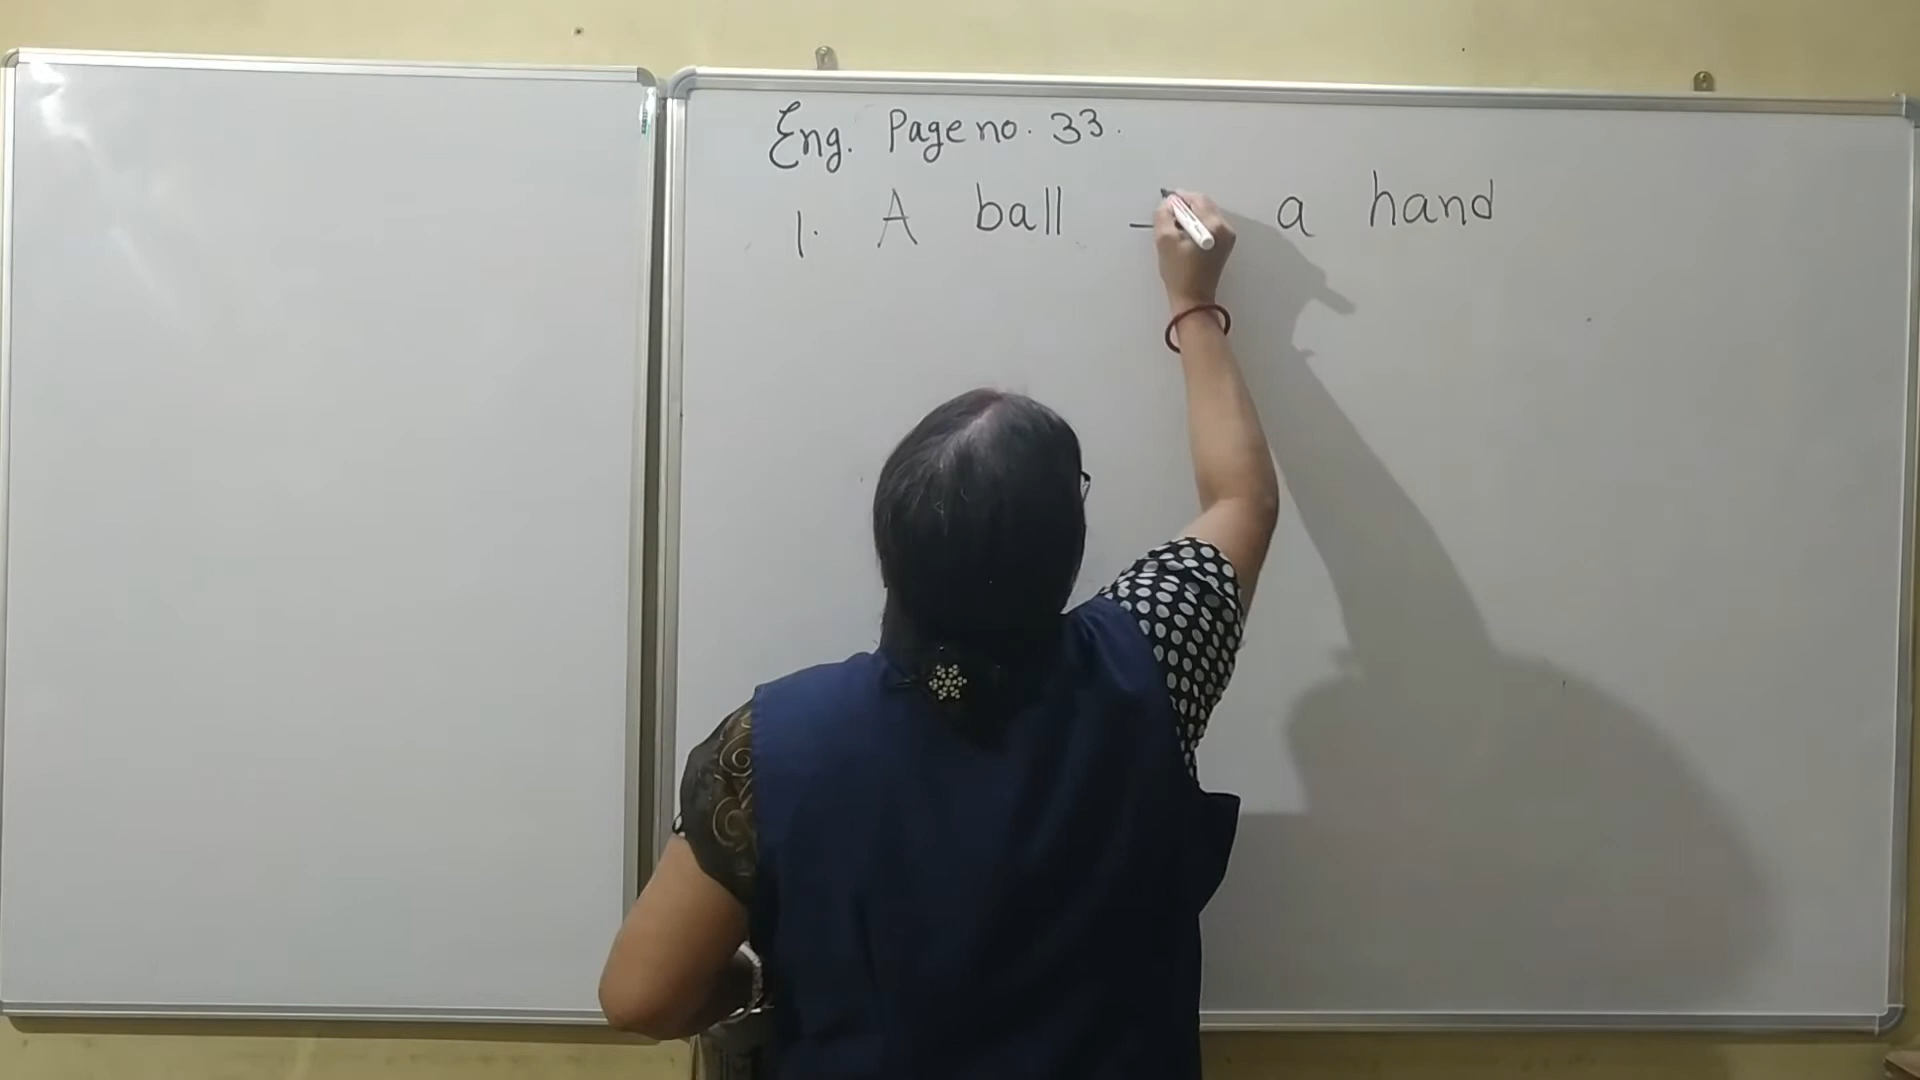 Eng. Page no. 33.
1. A ball _ a hand